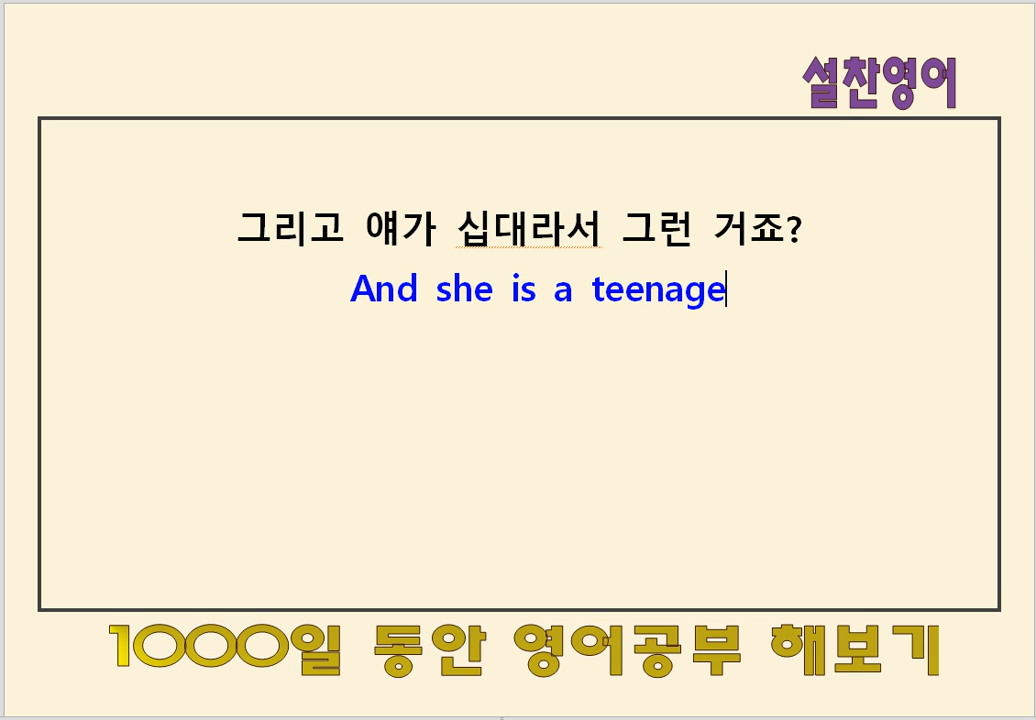 설찬영어
그리고 얘가 십대라서 그런 거죠?
And she is a teenage
1000일 동안 영어공부 해보기